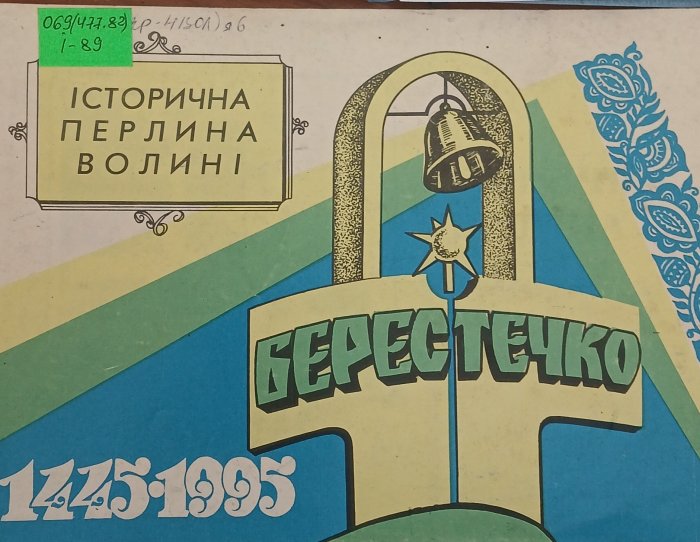 069(477.82)
І-89
ІСТОРИЧНА
ПЕРЛИНА
ВОЛИНІ
БЕРЕСТЕЧКО
1445·1995